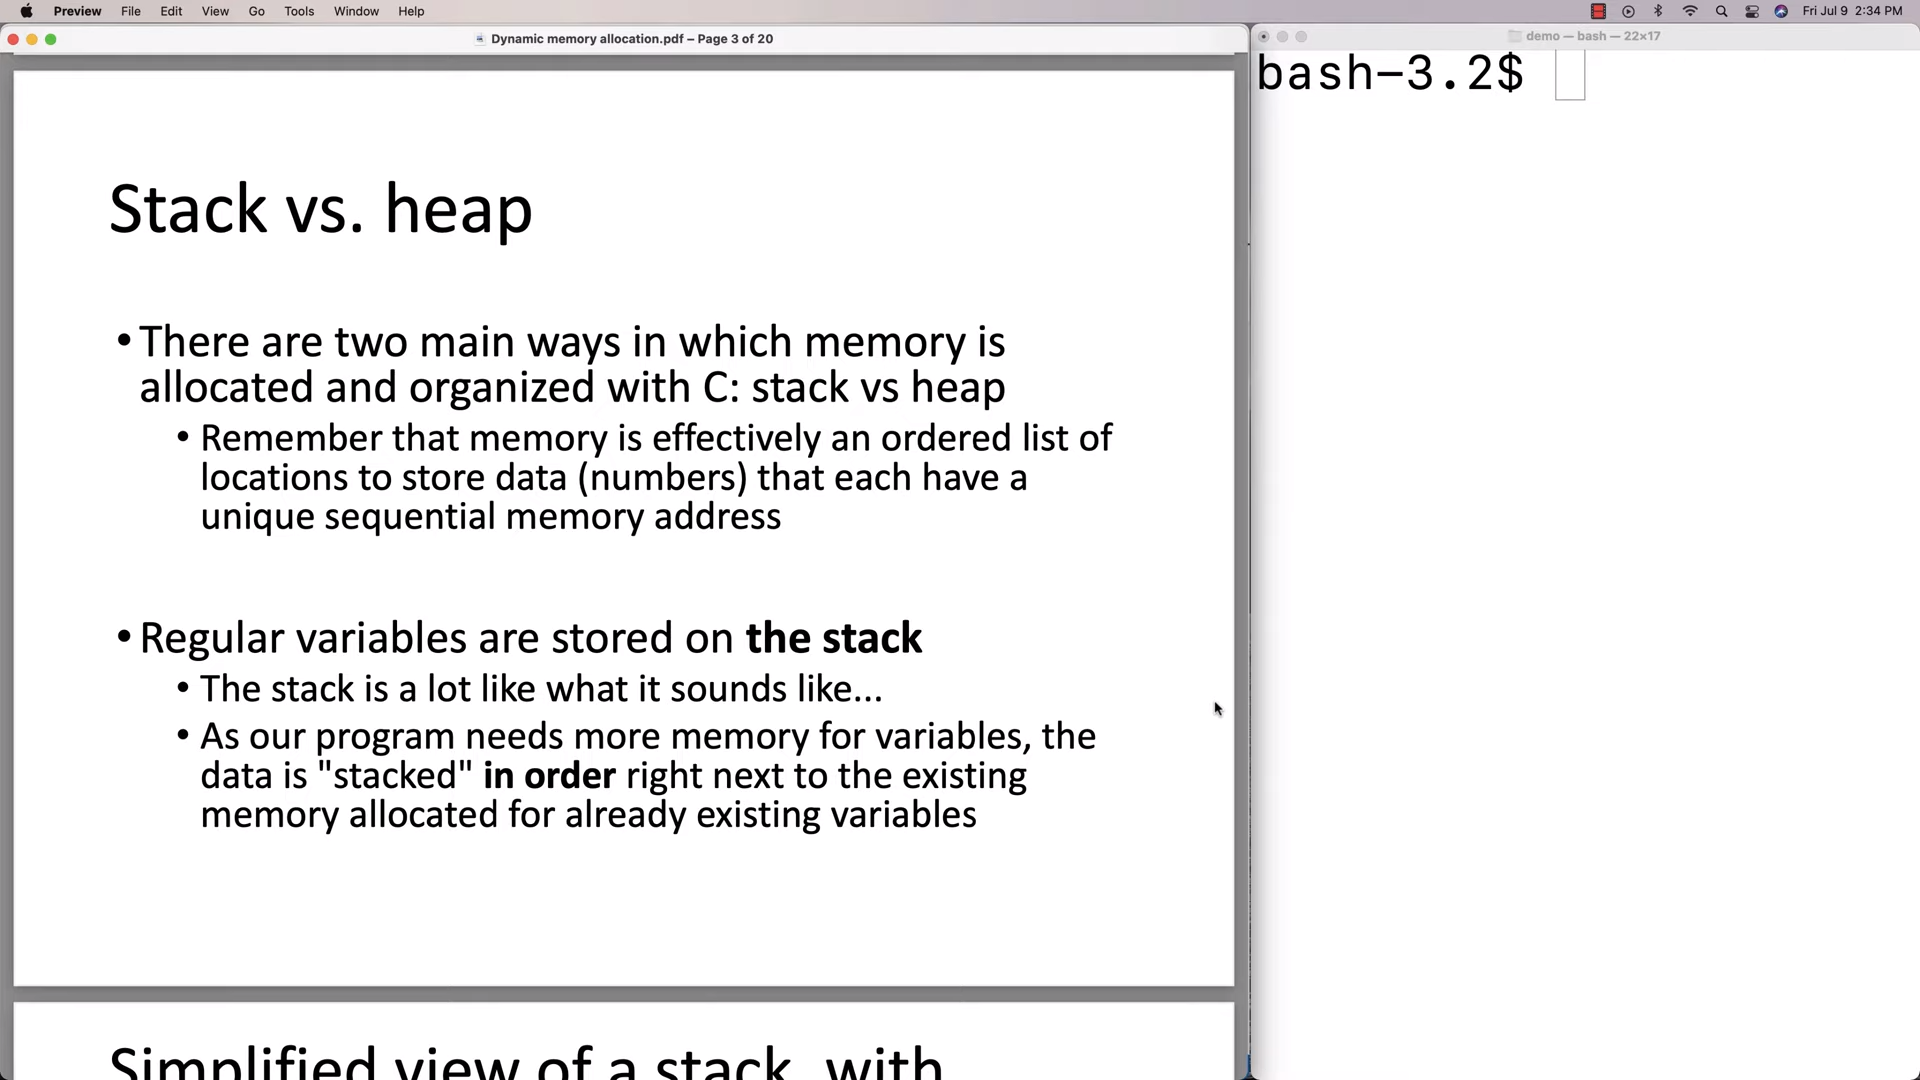 Preview File Edit View Go Tools Window Help Fri Jul 9 2:34 PM
Dynamic memory allocation.pdf – Page 3 of 20
demo — bash — 22×17
bash-3.2$
Stack vs. heap
• There are two main ways in which memory is
allocated and organized with C: stack vs heap
• Remember that memory is effectively an ordered list of
locations to store data (numbers) that each have a
unique sequential memory address
• Regular variables are stored on the stack
• The stack is a lot like what it sounds like...
• As our program needs more memory for variables, the
data is "stacked" in order right next to the existing
memory allocated for already existing variables
Simplified view of a stack, with